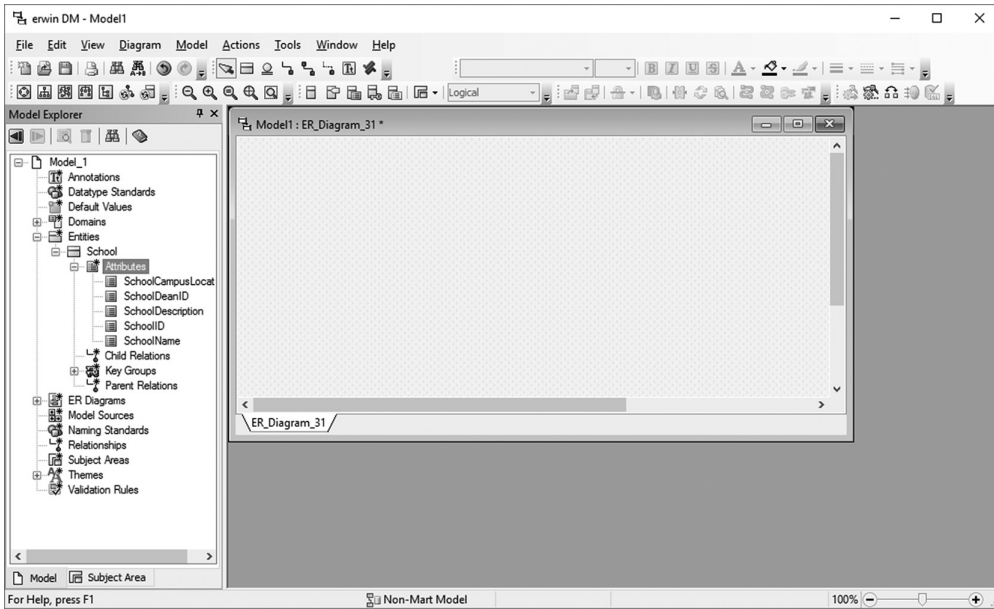 erwin DM - Model1
File Edit View Diagram Model Actions Tools Window Help
B I U S A
Logical
Model Explorer
Model_1
Annotations
Datatype Standards
Default Values
Domains
Entities
School
Attributes
SchoolCampusLocat
SchoolDeanID
SchoolDescription
SchoolID
SchoolName
Child Relations
Key Groups
Parent Relations
ER Diagrams
Model Sources
Naming Standards
Relationships
Subject Areas
Themes
Validation Rules
Model Subject Area
Model1 : ER_Diagram_31 *
ER_Diagram_31
For Help, press F1
Non-Mart Model
100%